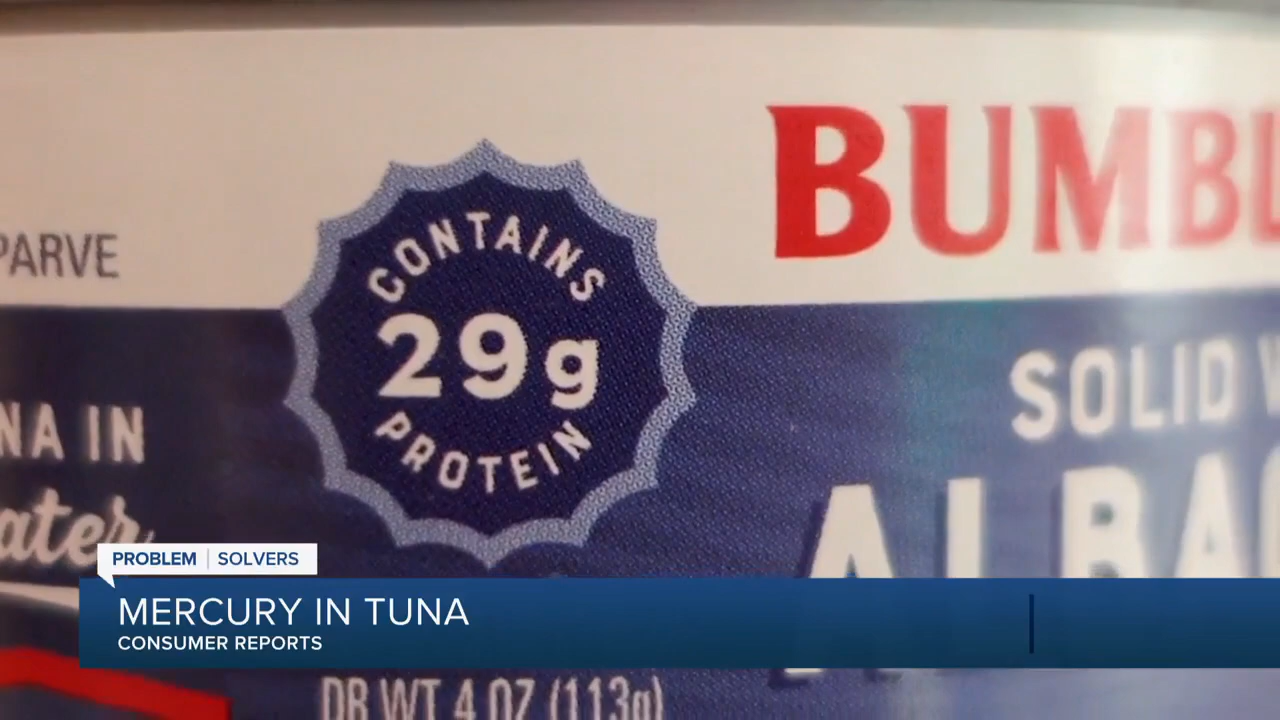 PARVE
CONTAINS
29g
PROTEIN
BUMBL
SOLID
ALBAC
NA IN
ater
PROBLEM | SOLVERS
MERCURY IN TUNA
CONSUMER REPORTS
DR WT 4 OZ (113g)